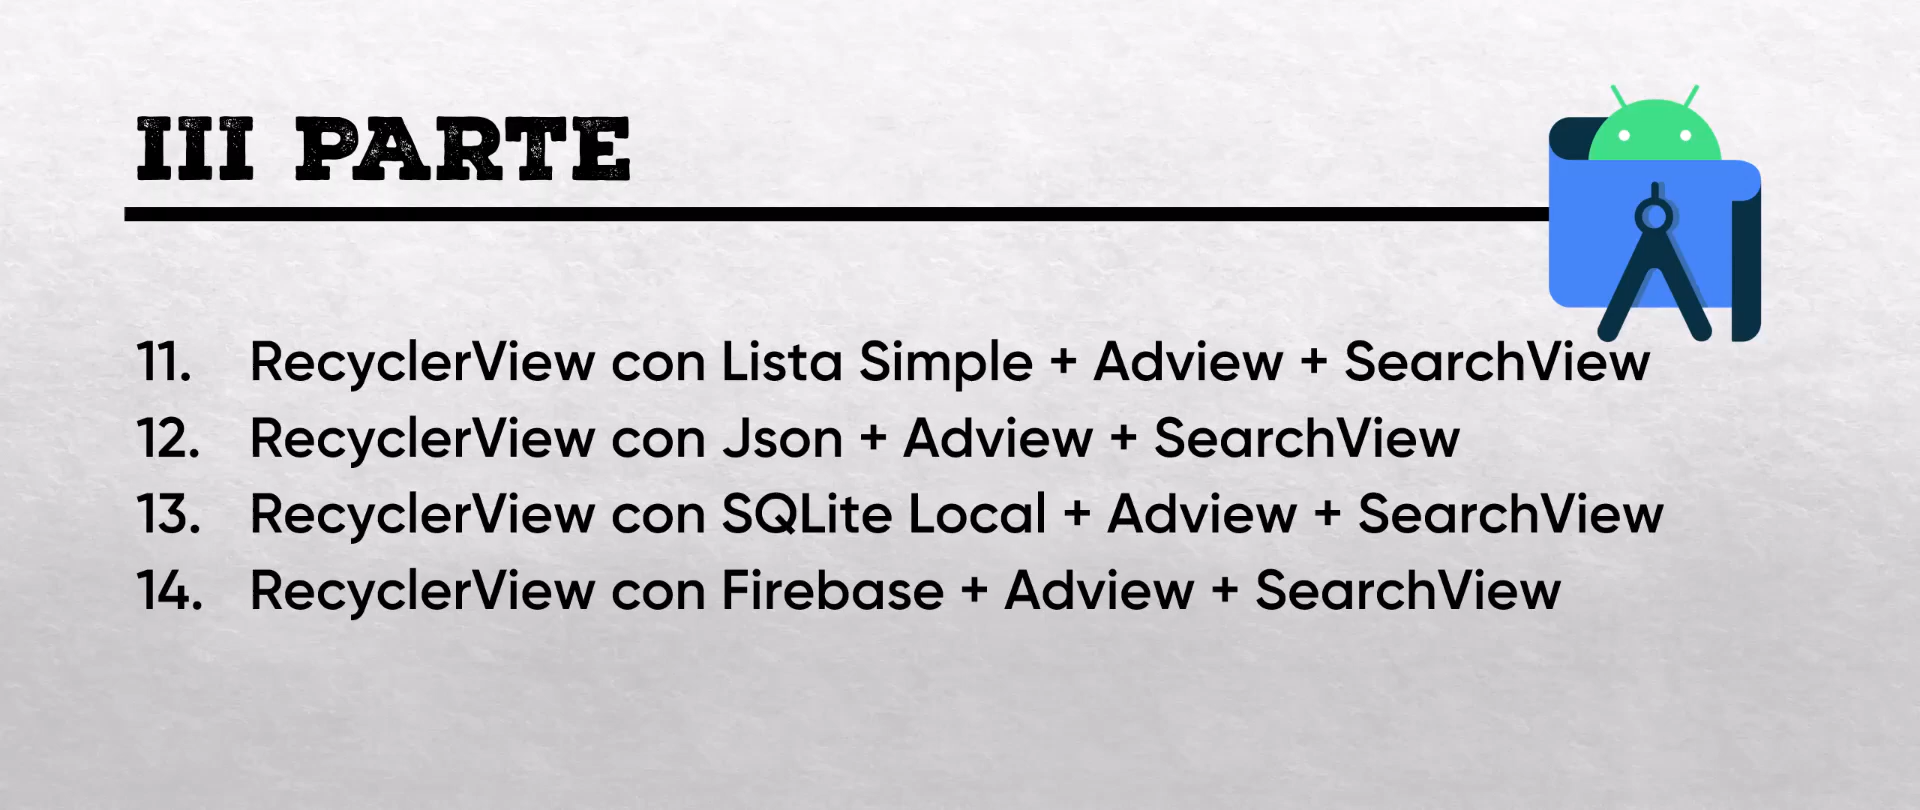 III PARTE
11. RecyclerView con Lista Simple + Adview + SearchView
12. RecyclerView con Json + Adview + SearchView
13. RecyclerView con SQLite Local + Adview + SearchView
14. RecyclerView con Firebase + Adview + SearchView